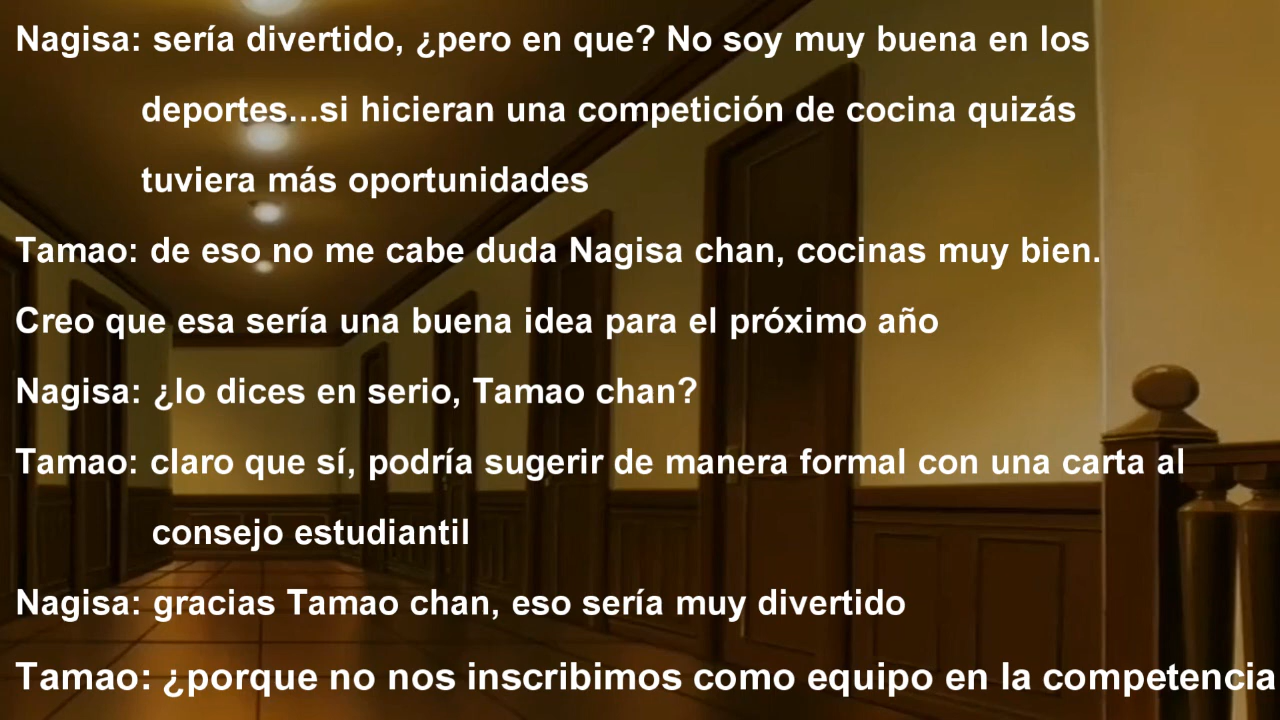 Nagisa: sería divertido, ¿pero en que? No soy muy buena en los
deportes...si hicieran una competición de cocina quizás
tuviera más oportunidades
Tamao: de eso no me cabe duda Nagisa chan, cocinas muy bien.
Creo que esa sería una buena idea para el próximo año
Nagisa: ¿lo dices en serio, Tamao chan?
Tamao: claro que sí, podría sugerir de manera formal con una carta al
consejo estudiantil
Nagisa: gracias Tamao chan, eso sería muy divertido
Tamao: ¿porque no nos inscribimos como equipo en la competencia